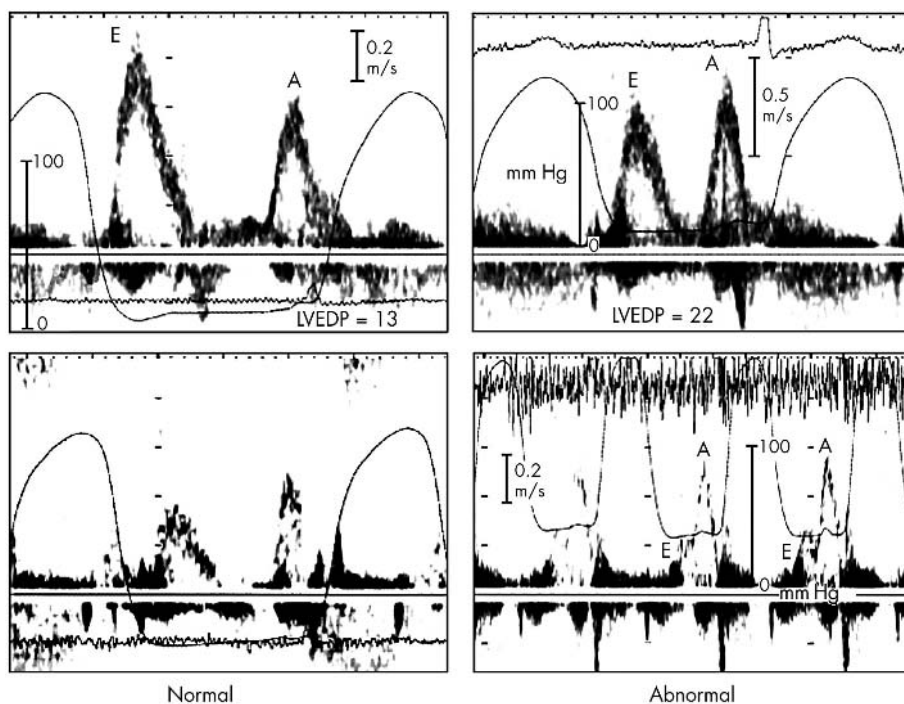 E
A
0.2
m/s
100
0
LVEDP = 13
E
A
100
mm Hg
0
0.5
m/s
LVEDP = 22
0.2
m/s
A
A
100
E
E
0
mm Hg
Normal
Abnormal